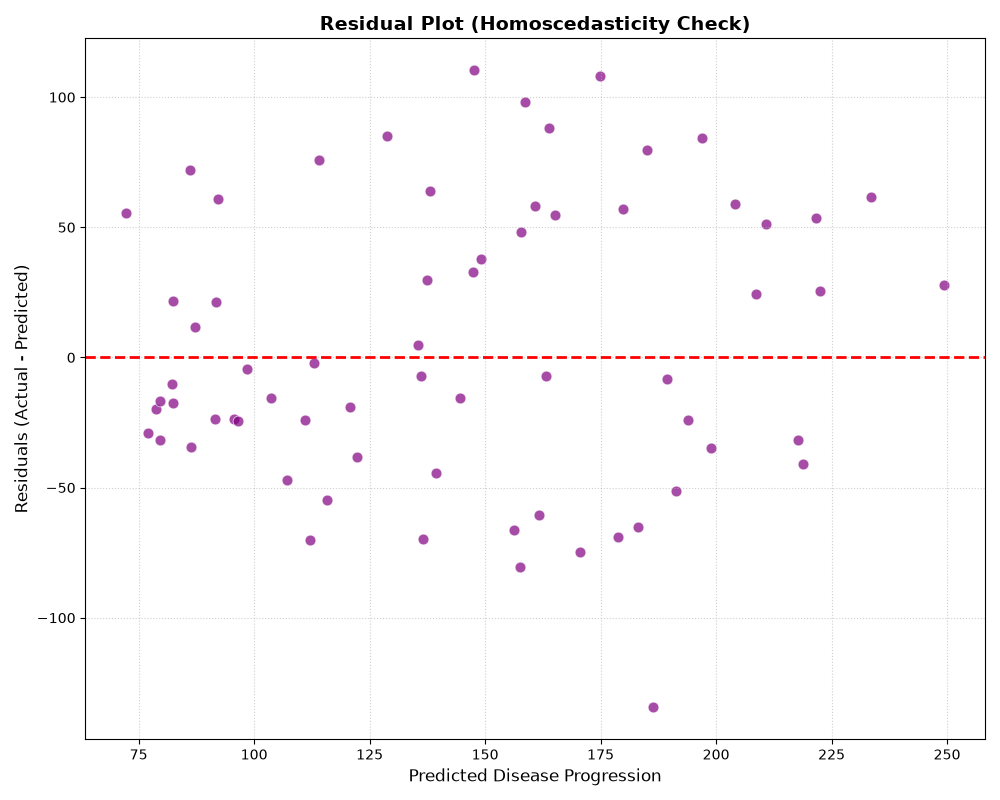 Residual Plot (Homoscedasticity Check)
Residuals (Actual - Predicted)
100
50
0
−50
−100
75 100 125 150 175 200 225 250
Predicted Disease Progression